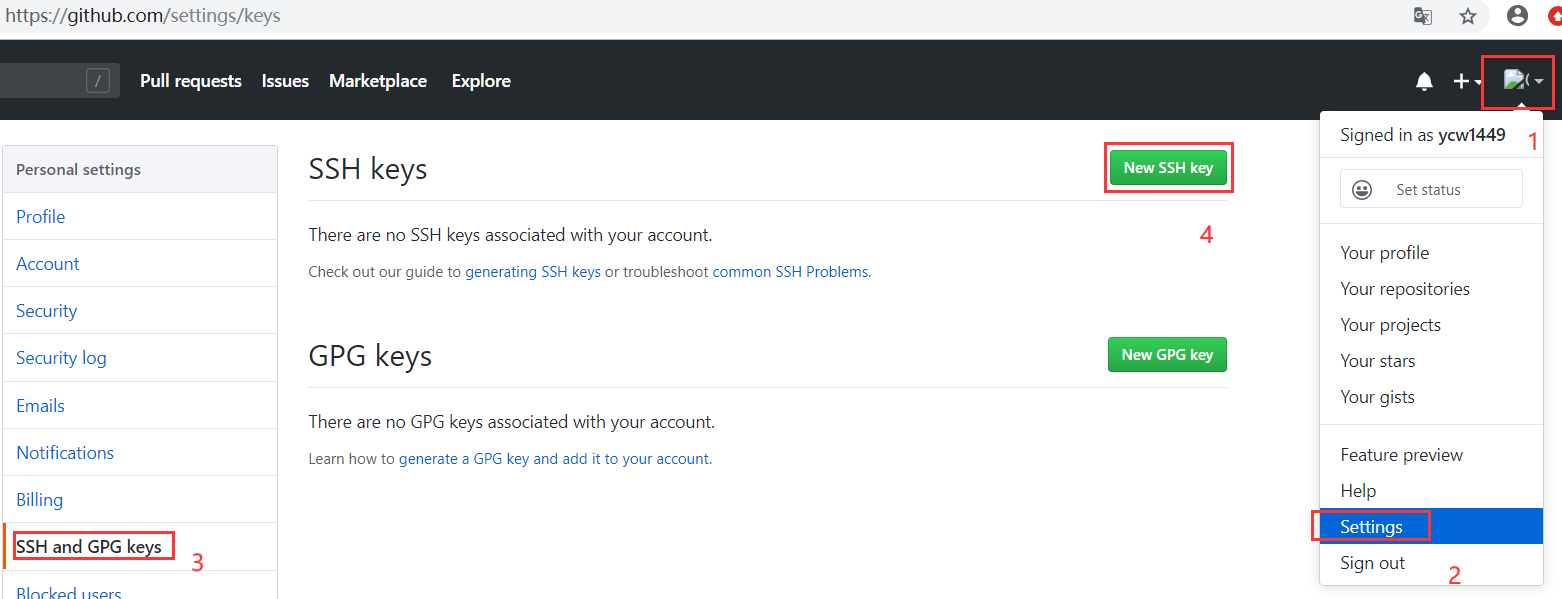 https://github.com/settings/keys
/
Pull requests Issues Marketplace Explore
Signed in as ycw1449
1
Set status
Your profile
Your repositories
Your projects
Your stars
Your gists
Feature preview
Help
Settings
Sign out
2
Personal settings
Profile
Account
Security
Security log
Emails
Notifications
Billing
SSH and GPG keys
3
Blocked users
SSH keys
New SSH key
4
There are no SSH keys associated with your account.
Check out our guide to generating SSH keys or troubleshoot common SSH Problems.
GPG keys
New GPG key
There are no GPG keys associated with your account.
Learn how to generate a GPG key and add it to your account.